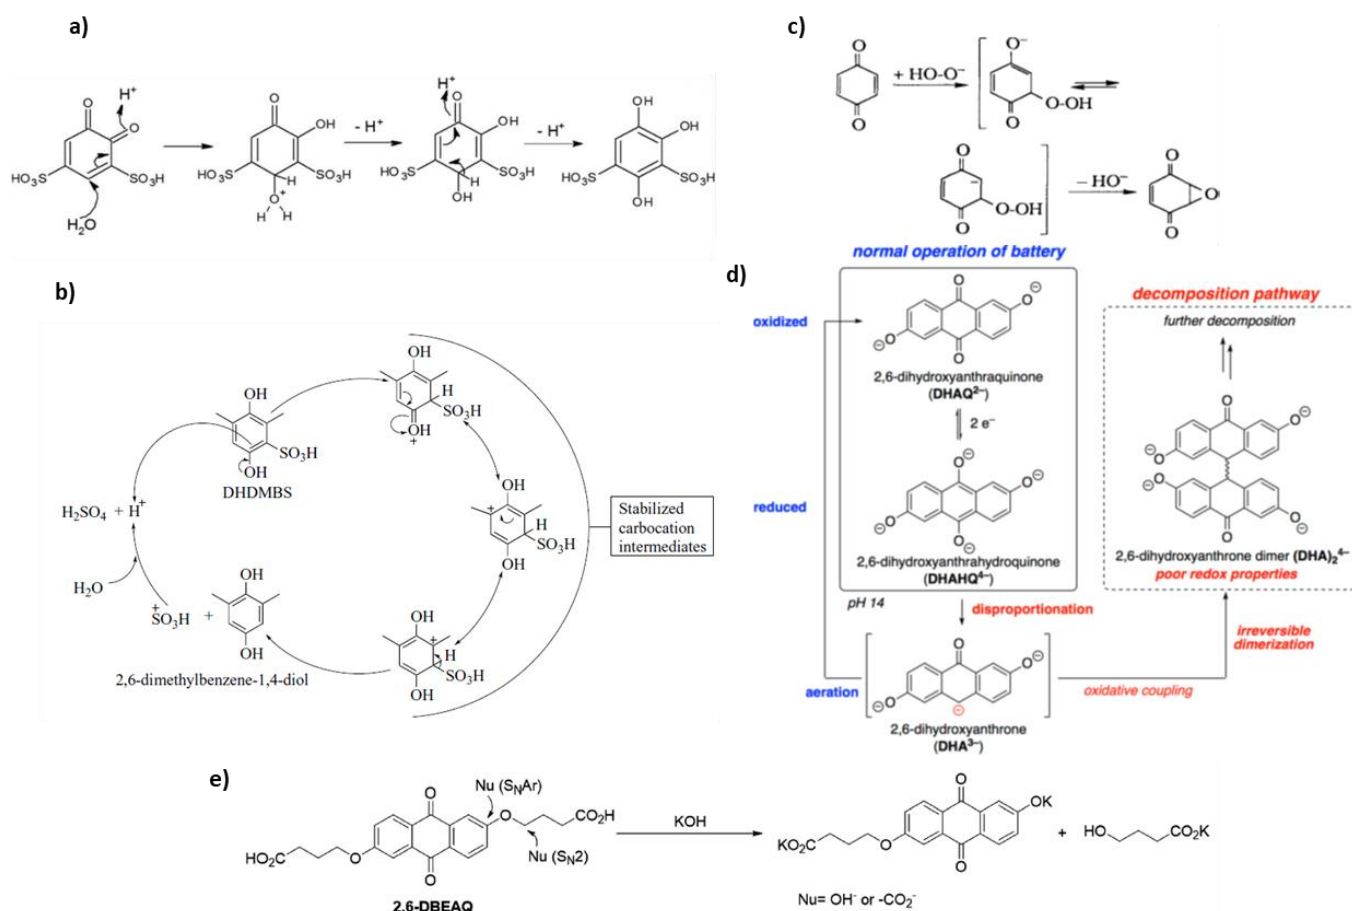 a)
H⁺
O
O
HO₃S
SO₃H
H₂O
O
OH
HO₃S
SO₃H
H
O
+
H
H
- H⁺
H⁺
O
OH
HO₃S
SO₃H
H
OH
- H⁺
OH
OH
HO₃S
SO₃H
OH
b)
OH
SO₃H
OH
DHDMBS
OH
H
SO₃H
OH
+
OH
+
H
SO₃H
OH
Stabilized
carbocation
intermediates
H₂SO₄ + H⁺
H₂O
+
SO₃H
+
OH
OH
2,6-dimethylbenzene-1,4-diol
OH
+
H
SO₃H
OH
c)
O
O
+ HO-O⁻
O⁻
O
O-OH
O
−
O-OH
O
− HO⁻
O
O
O
d)
normal operation of battery
oxidized
O
O⊖
⊖O
O
2,6-dihydroxyanthraquinone
(DHAQ²⁻)
2 e⁻
reduced
O⊖
O⊖
⊖O
O⊖
2,6-dihydroxyanthrahydroquinone
(DHAHQ⁴⁻)
pH 14
disproportionation
aeration
O
O⊖
⊖O
⊖
2,6-dihydroxyanthrone
(DHA³⁻)
oxidative coupling
irreversible
dimerization
decomposition pathway
further decomposition
O
O⊖
⊖O
⊖O
O⊖
O
2,6-dihydroxyanthrone dimer (DHA)₂⁴⁻
poor redox properties
e)
Nu (SNAr)
O
O
CO₂H
HO₂C
O
O
Nu (SN2)
2,6-DBEAQ
KOH
O
OK
KO₂C
O
O
+
HO
CO₂K
Nu= OH⁻ or -CO₂⁻